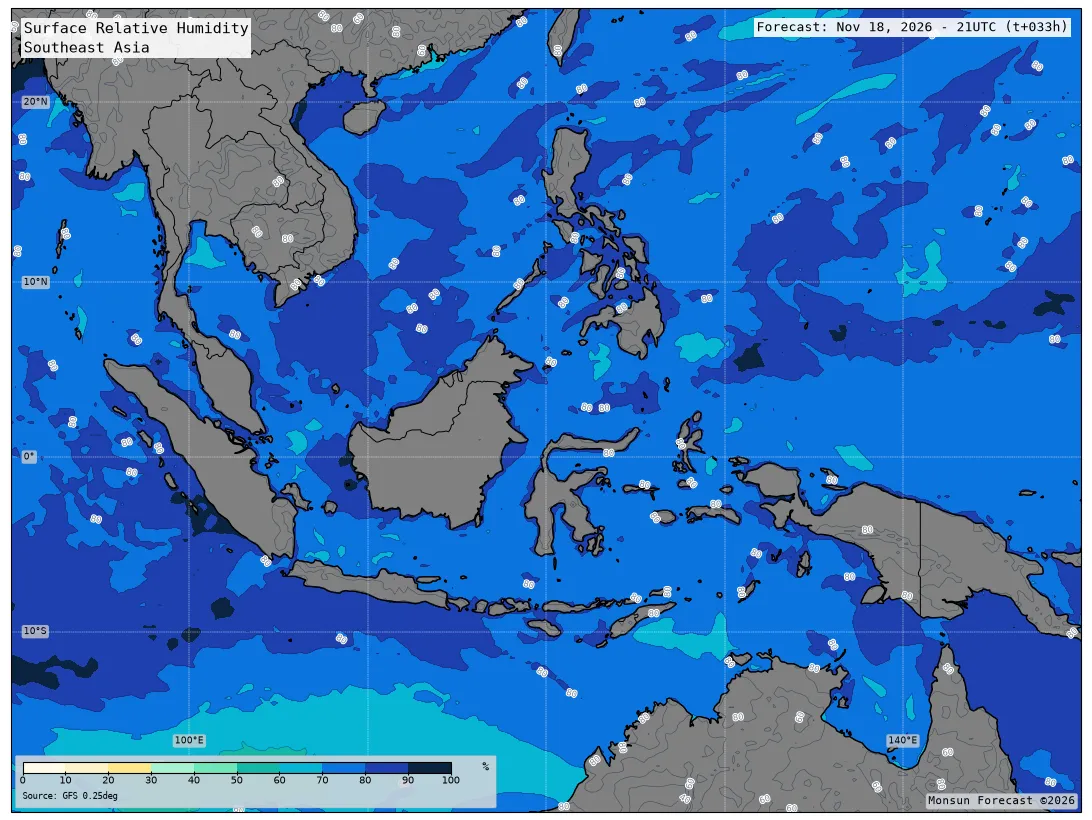 Surface Relative Humidity
Southeast Asia
Forecast: Nov 18, 2026 - 21UTC (t+033h)
20°N
10°N
0°
10°S
100°E
140°E
0 10 20 30 40 50 60 70 80 90 100
%
Source: GFS 0.25deg
Monsun Forecast ©2026